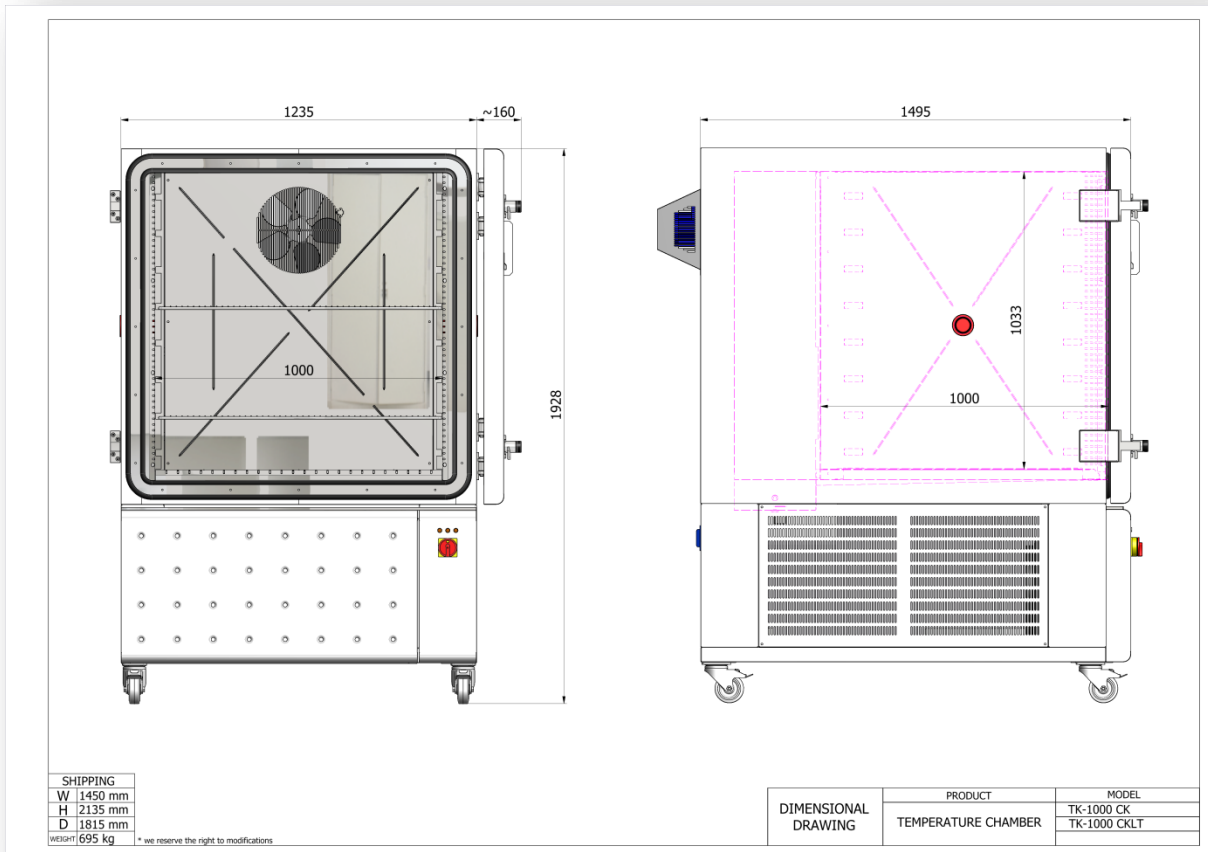 1235
~160
1495
1000
1928
1033
1000
SHIPPING
W 1450 mm
H 2135 mm
D 1815 mm
WEIGHT 695 kg
* we reserve the right to modifications
DIMENSIONAL
DRAWING
PRODUCT
TEMPERATURE CHAMBER
MODEL
TK-1000 CK
TK-1000 CKLT